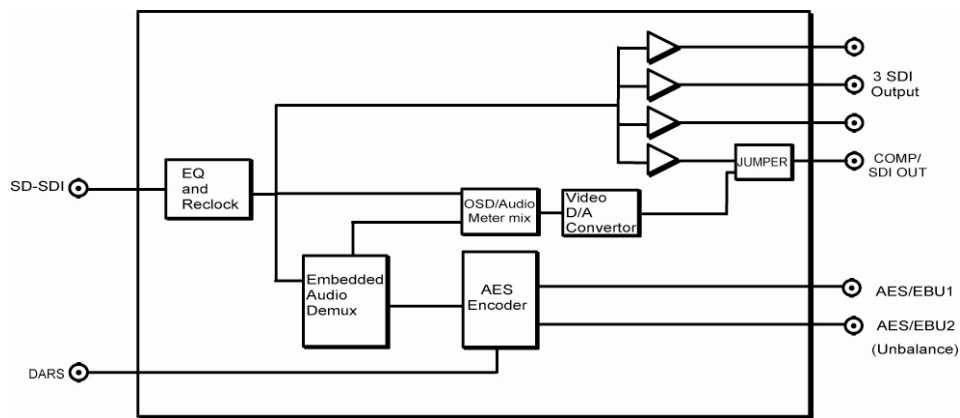 3 SDI
Output
SD-SDI
EQ
and
Reclock
JUMPER
COMP/
SDI OUT
OSD/Audio
Meter mix
Video
D/A
Convertor
Embedded
Audio
Demux
AES
Encoder
AES/EBU1
AES/EBU2
(Unbalance)
DARS